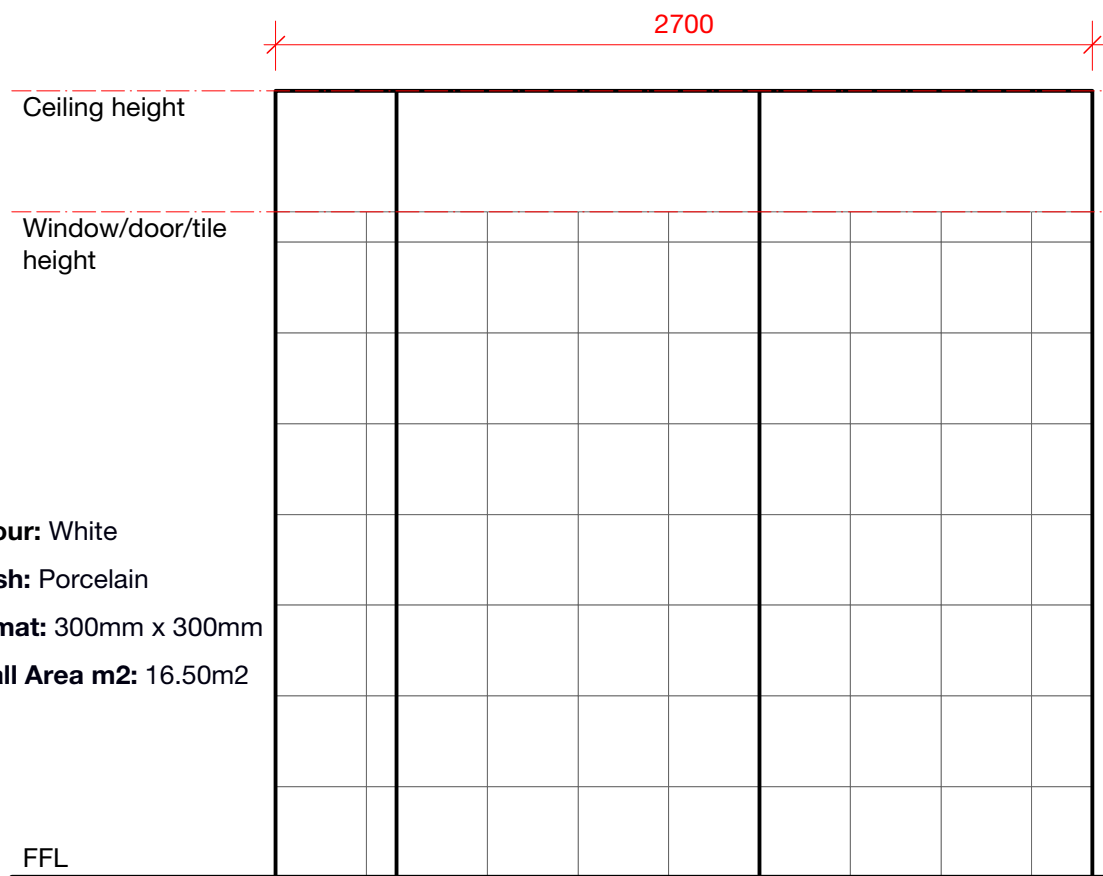 2700
Ceiling height
Window/door/tile
height
our: White
sh: Porcelain
mat: 300mm x 300mm
all Area m2: 16.50m2
FFL